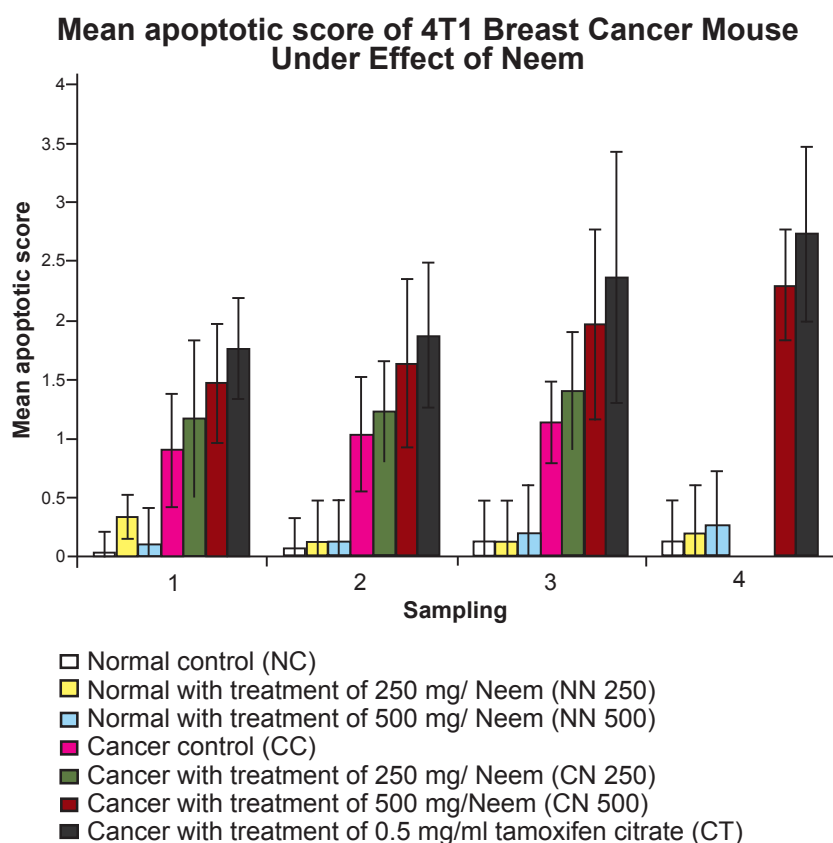 Mean apoptotic score of 4T1 Breast Cancer Mouse
Under Effect of Neem
4
3.5
3
2.5
2
1.5
1
0.5
0
Mean apoptotic score
1 2 3 4
Sampling
Normal control (NC)
Normal with treatment of 250 mg/ Neem (NN 250)
Normal with treatment of 500 mg/ Neem (NN 500)
Cancer control (CC)
Cancer with treatment of 250 mg/ Neem (CN 250)
Cancer with treatment of 500 mg/Neem (CN 500)
Cancer with treatment of 0.5 mg/ml tamoxifen citrate (CT)